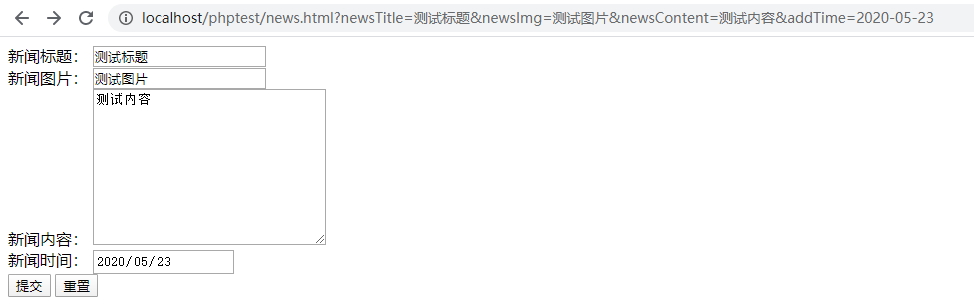 localhost/phptest/news.html?newsTitle=测试标题&newsImg=测试图片&newsContent=测试内容&addTime=2020-05-23
新闻标题： 测试标题
新闻图片： 测试图片
测试内容
新闻内容：
新闻时间： 2020/05/23
提交 重置